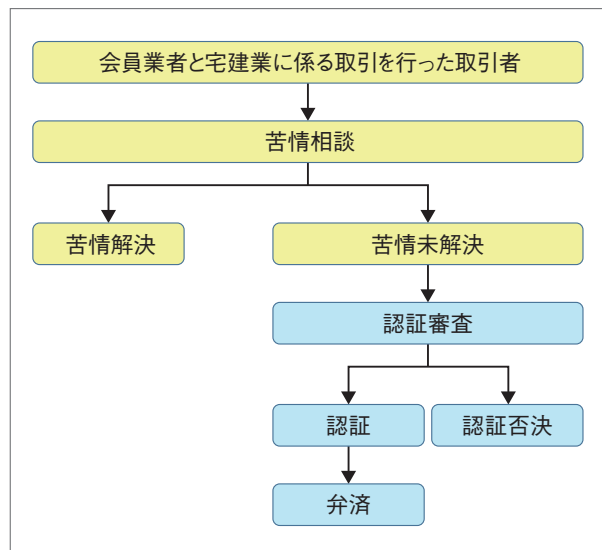 会員業者と宅建業に係る取引を行った取引者
苦情相談
苦情解決
苦情未解決
認証審査
認証
認証否決
弁済